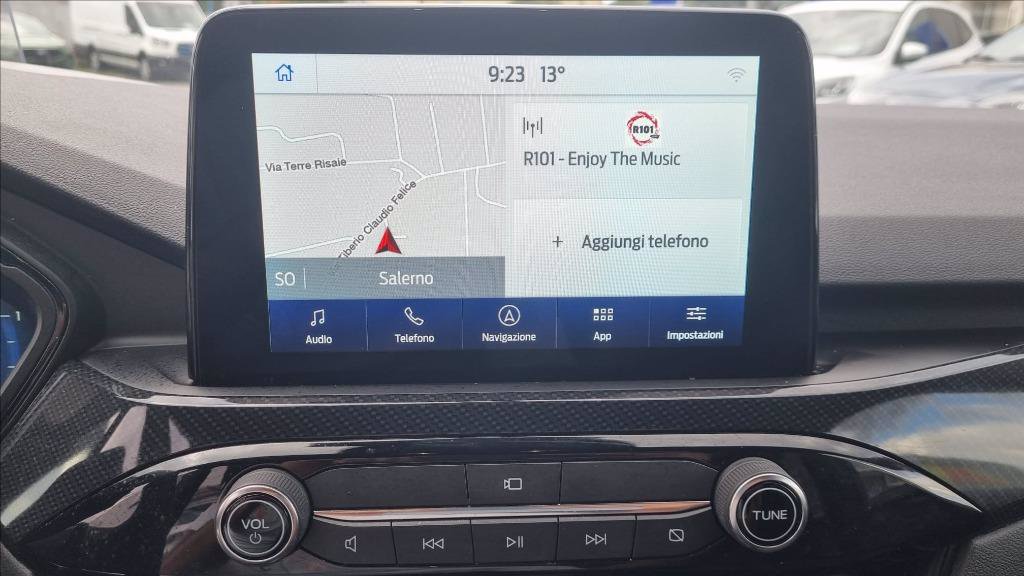 9:23 13°
Via Terre Risaie
Tiberio Claudio Felice
SO Salerno
R101
R101 - Enjoy The Music
+ Aggiungi telefono
Audio Telefono Navigazione App Impostazioni
1
VOL
TUNE